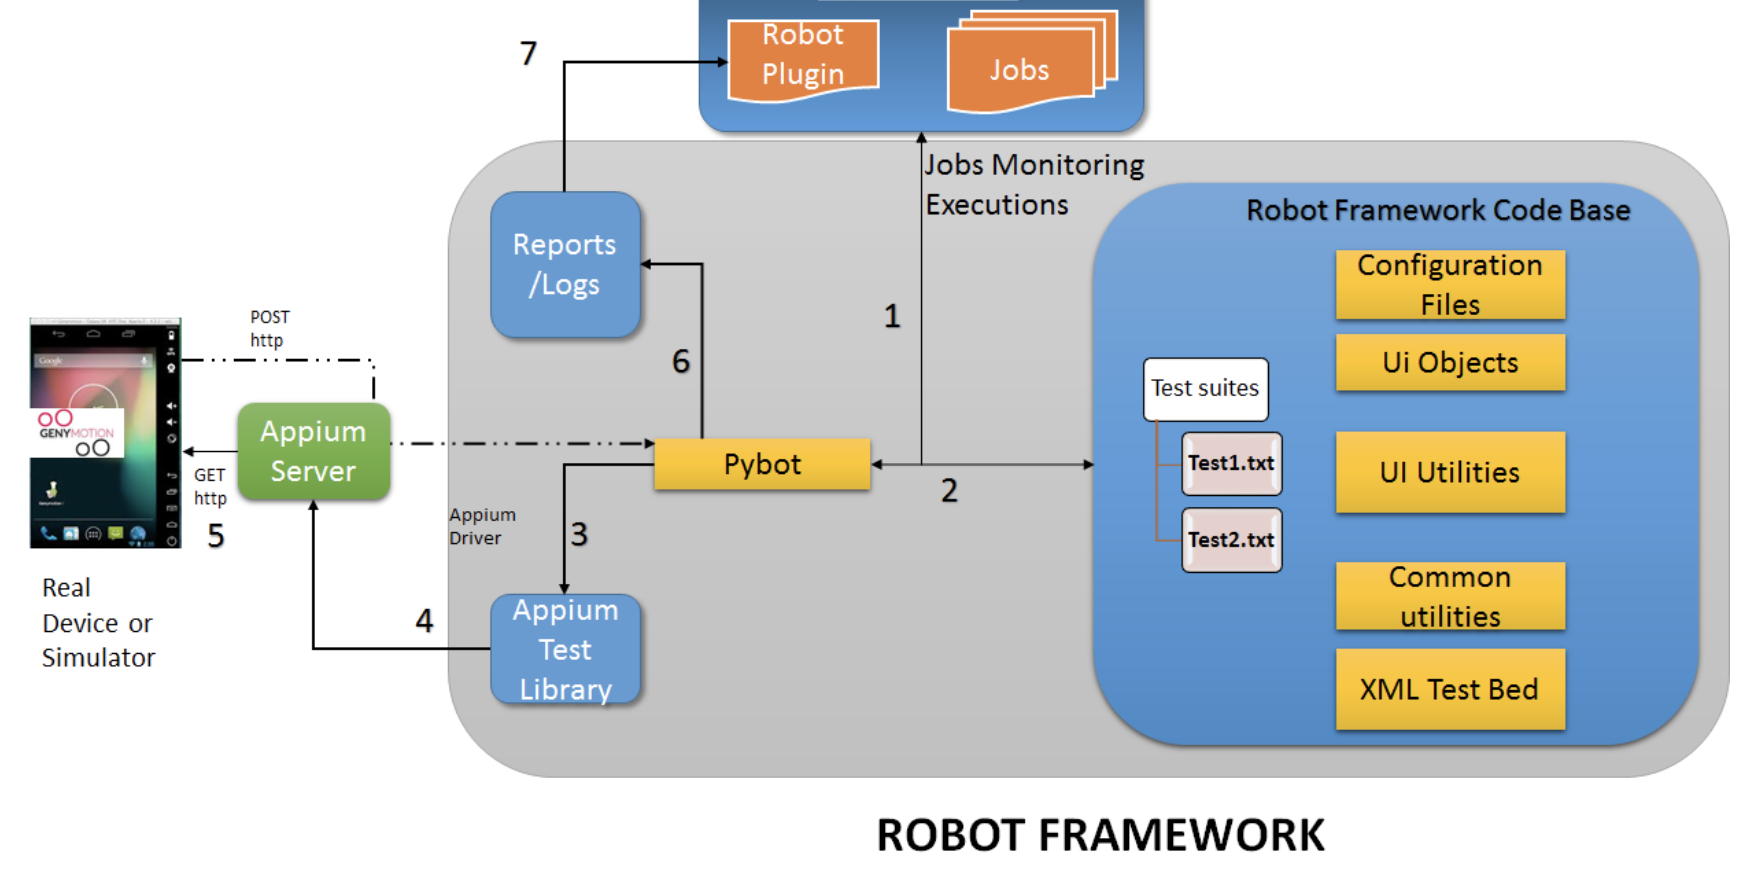 Robot
Plugin
Jobs
7
Jobs Monitoring
Executions
Robot Framework Code Base
Reports
/Logs
Configuration
Files
1
POST
http
6
Ui Objects
Test suites
Google
GENYMOTION
Appium
Server
Pybot
Test1.txt
UI Utilities
GET
http
5
2
Appium
Driver
3
Test2.txt
Real
Device or
Simulator
4
Appium
Test
Library
Common
utilities
XML Test Bed
ROBOT FRAMEWORK